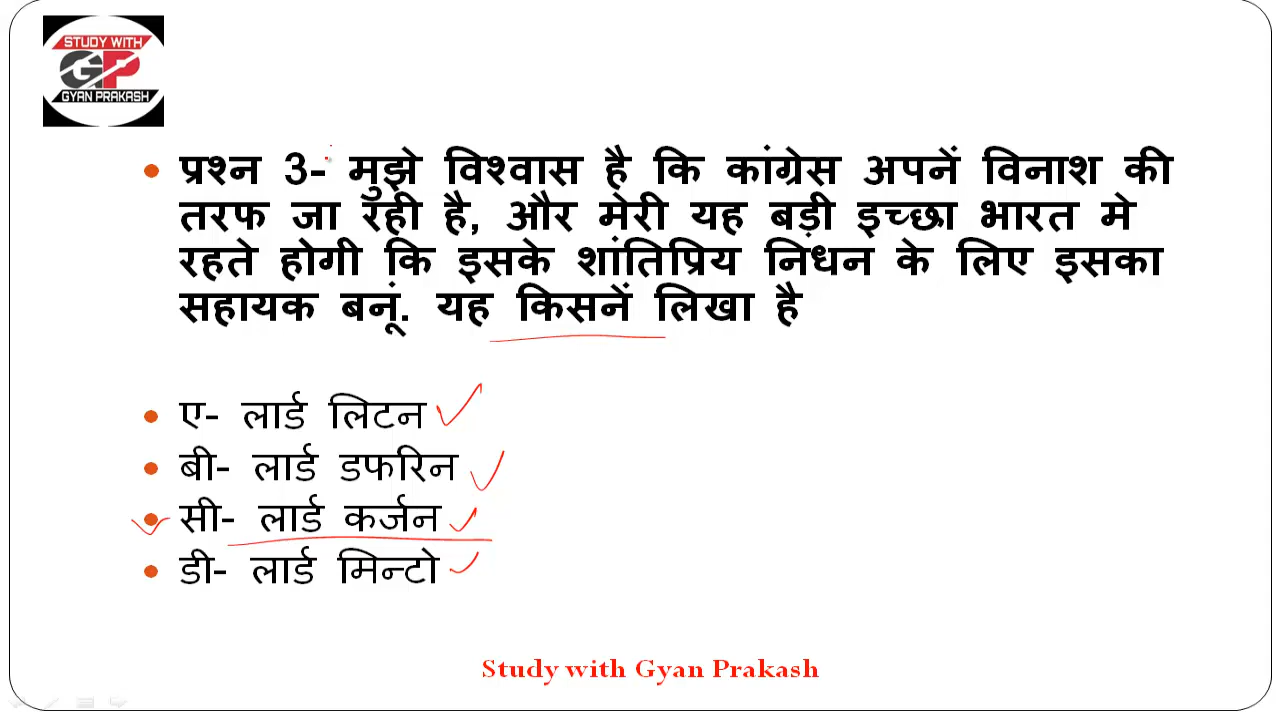 STUDY WITH
GP
GYAN PRAKASH
प्रश्न 3- मुझे विश्वास है कि कांग्रेस अपनें विनाश की
तरफ जा रही है, और मेरी यह बड़ी इच्छा भारत मे
रहते होगी कि इसके शांतिप्रिय निधन के लिए इसका
सहायक बनूं. यह किसनें लिखा है
ए- लार्ड लिटन
बी- लार्ड डफरिन
सी- लार्ड कर्जन
डी- लार्ड मिन्टो
Study with Gyan Prakash